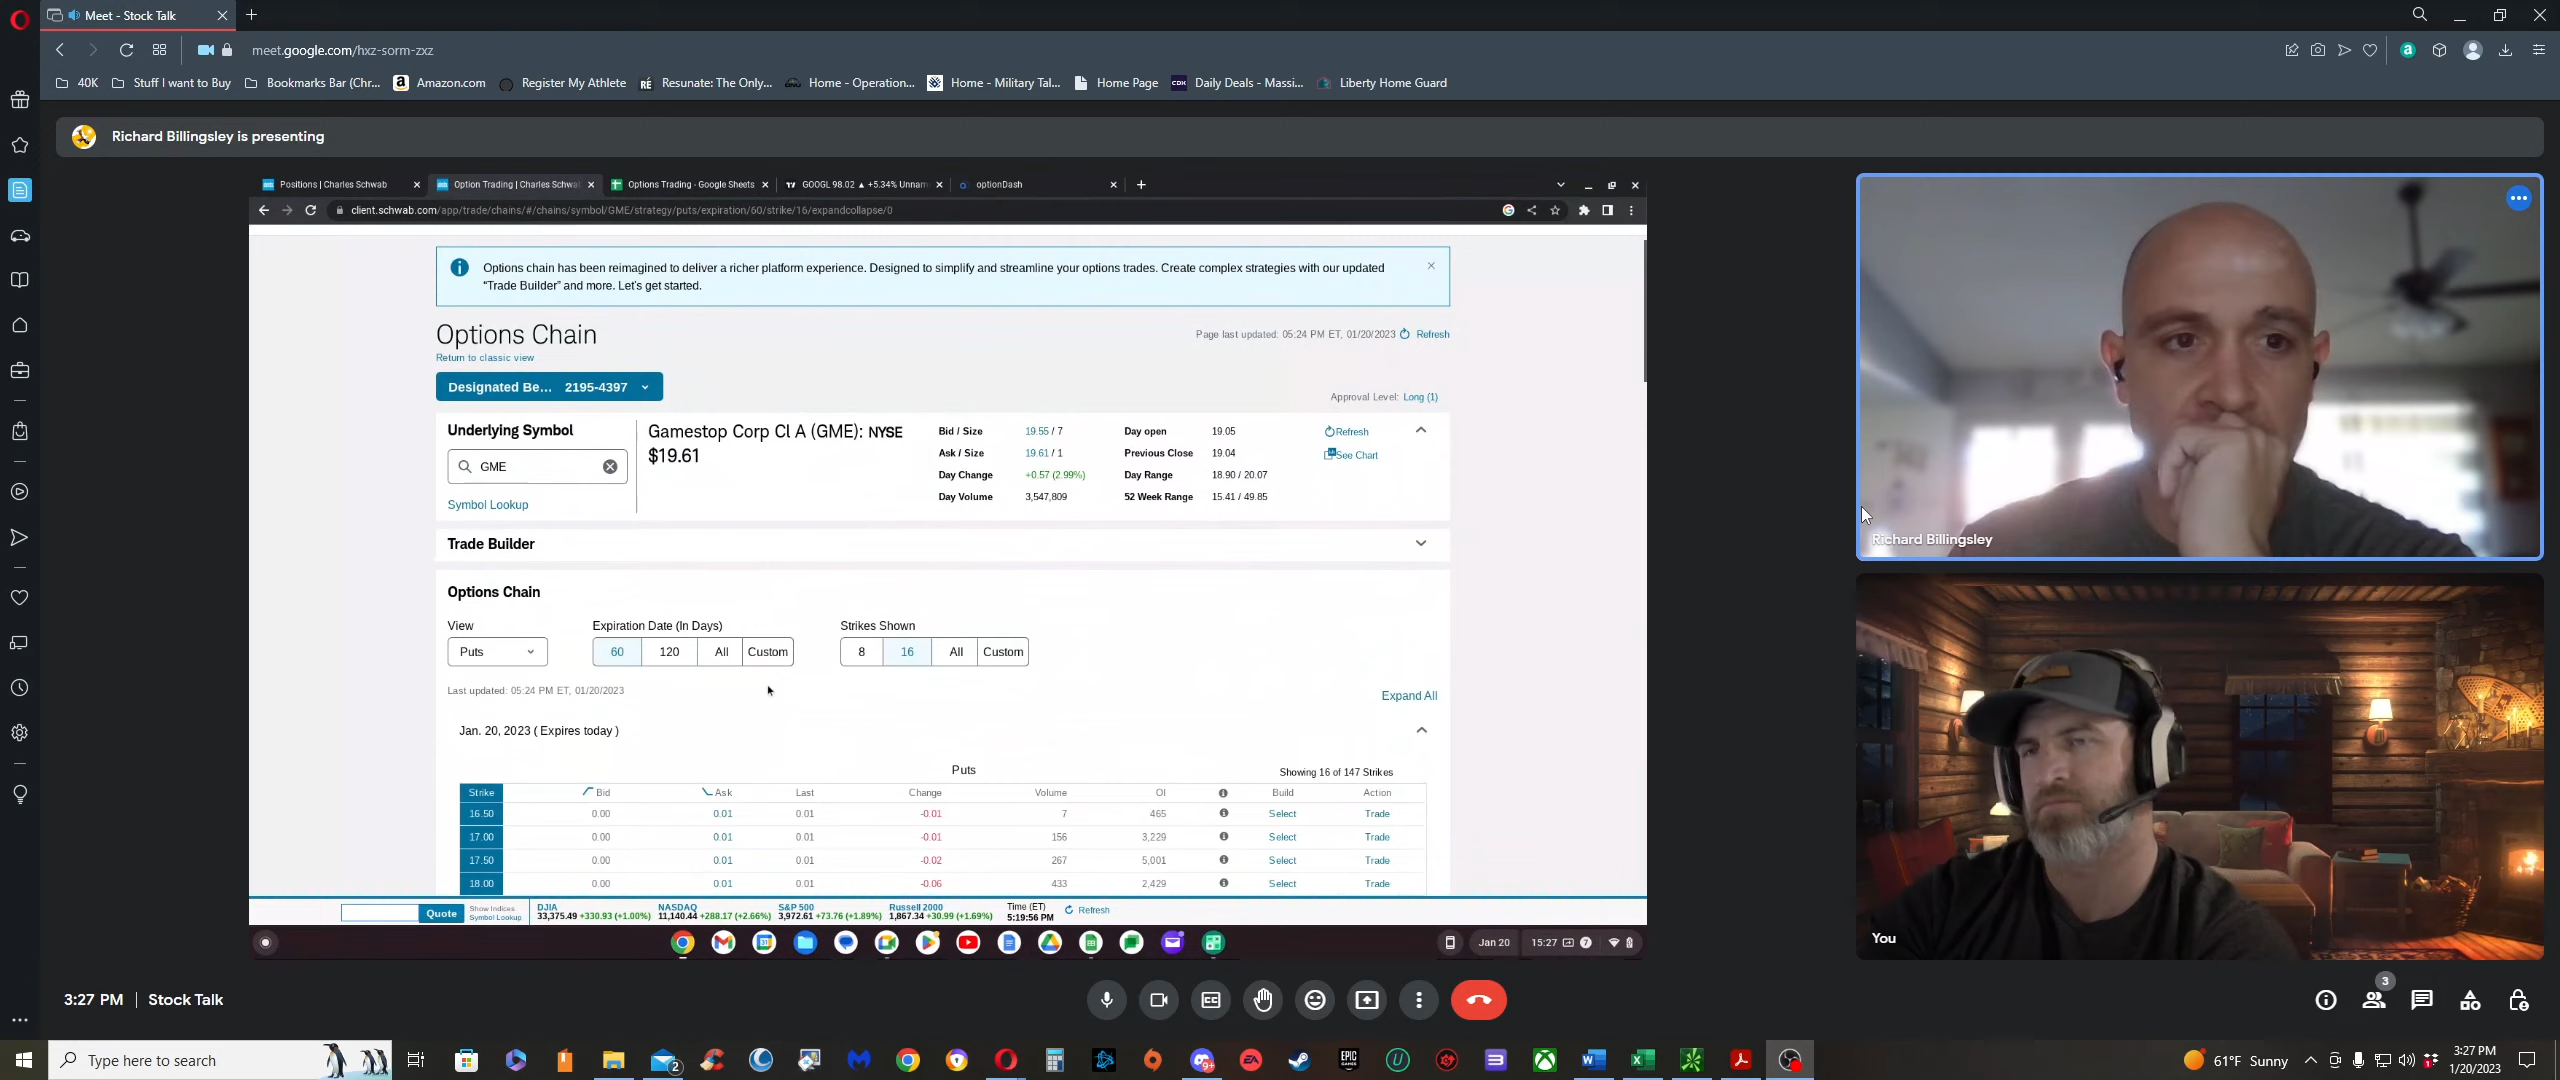 Meet - Stock Talk
meet.google.com/hxz-sorm-zxz
40K Stuff I want to Buy Bookmarks Bar (Chr... Amazon.com Register My Athlete Resunate: The Only... Home - Operation... Home - Military Tal... Home Page Daily Deals - Massi... Liberty Home Guard
Richard Billingsley is presenting
Positions | Charles Schwab Option Trading | Charles Schwa Options Trading - Google Sheets GOOGL 98.02 ▲ +5.34% Unnam optionDash
client.schwab.com/app/trade/chains/#/chains/symbol/GME/strategy/puts/expiration/60/strike/16/expandcollapse/0
Options chain has been reimagined to deliver a richer platform experience. Designed to simplify and streamline your options trades. Create complex strategies with our updated
"Trade Builder" and more. Let's get started.
Options Chain
Page last updated: 05:24 PM ET, 01/20/2023 Refresh
Return to classic view
Designated Be... 2195-4397
Approval Level: Long (1)
Underlying Symbol
GME
Symbol Lookup
Gamestop Corp Cl A (GME): NYSE
$19.61
Bid / Size 19.55 / 7 Day open 19.05 Refresh
Ask / Size 19.61 / 1 Previous Close 19.04 See Chart
Day Change +0.57 (2.99%) Day Range 18.90 / 20.07
Day Volume 3,547,809 52 Week Range 15.41 / 49.85
Trade Builder
Options Chain
View Expiration Date (In Days) Strikes Shown
Puts 60 120 All Custom 8 16 All Custom
Last updated: 05:24 PM ET, 01/20/2023
Expand All
Jan. 20, 2023 ( Expires today )
Puts
Showing 16 of 147 Strikes
Strike Bid Ask Last Change Volume OI Build Action
16.50 0.00 0.01 0.01 -0.01 7 465 Select Trade
17.00 0.00 0.01 0.01 -0.01 156 3,229 Select Trade
17.50 0.00 0.01 0.01 -0.02 267 5,001 Select Trade
18.00 0.00 0.01 0.01 -0.06 433 2,429 Select Trade
Quote
Show Indices
Symbol Lookup
DJIA NASDAQ S&P 500 Russell 2000 Time (ET)
33,375.49 +330.93 (+1.00%) 11,140.44 +288.17 (+2.66%) 3,972.61 +73.76 (+1.89%) 1,867.34 +30.99 (+1.69%) 5:19:56 PM
Refresh
Jan 20 15:27 7
Richard Billingsley
You
3:27 PM | Stock Talk
3
Type here to search
2
9+
61°F Sunny
3:27 PM
1/20/2023